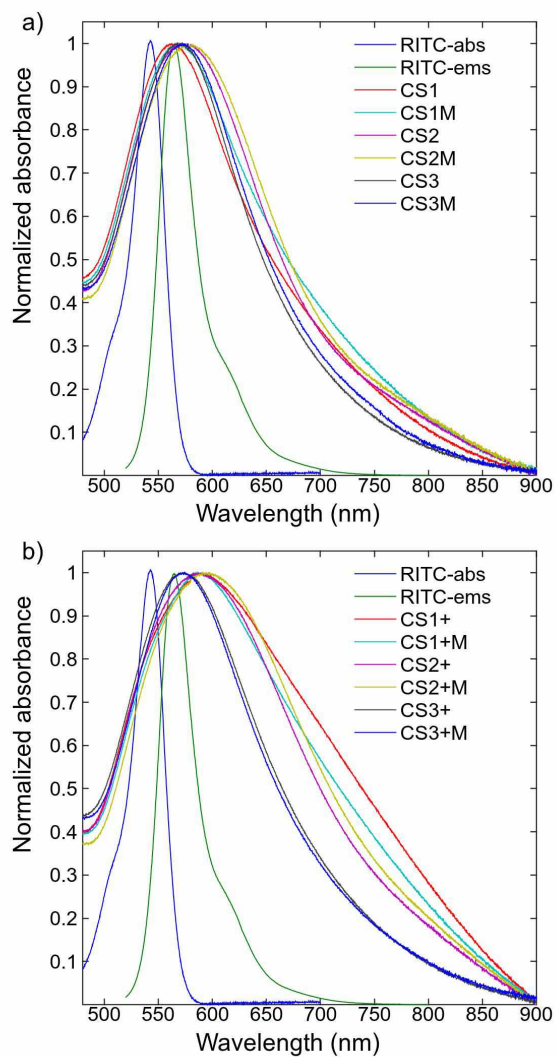 a)
Normalized absorbance
1
0.9
0.8
0.7
0.6
0.5
0.4
0.3
0.2
0.1
RITC-abs
RITC-ems
CS1
CS1M
CS2
CS2M
CS3
CS3M
500 550 600 650 700 750 800 850 900
Wavelength (nm)
b)
Normalized absorbance
1
0.9
0.8
0.7
0.6
0.5
0.4
0.3
0.2
0.1
RITC-abs
RITC-ems
CS1+
CS1+M
CS2+
CS2+M
CS3+
CS3+M
500 550 600 650 700 750 800 850 900
Wavelength (nm)